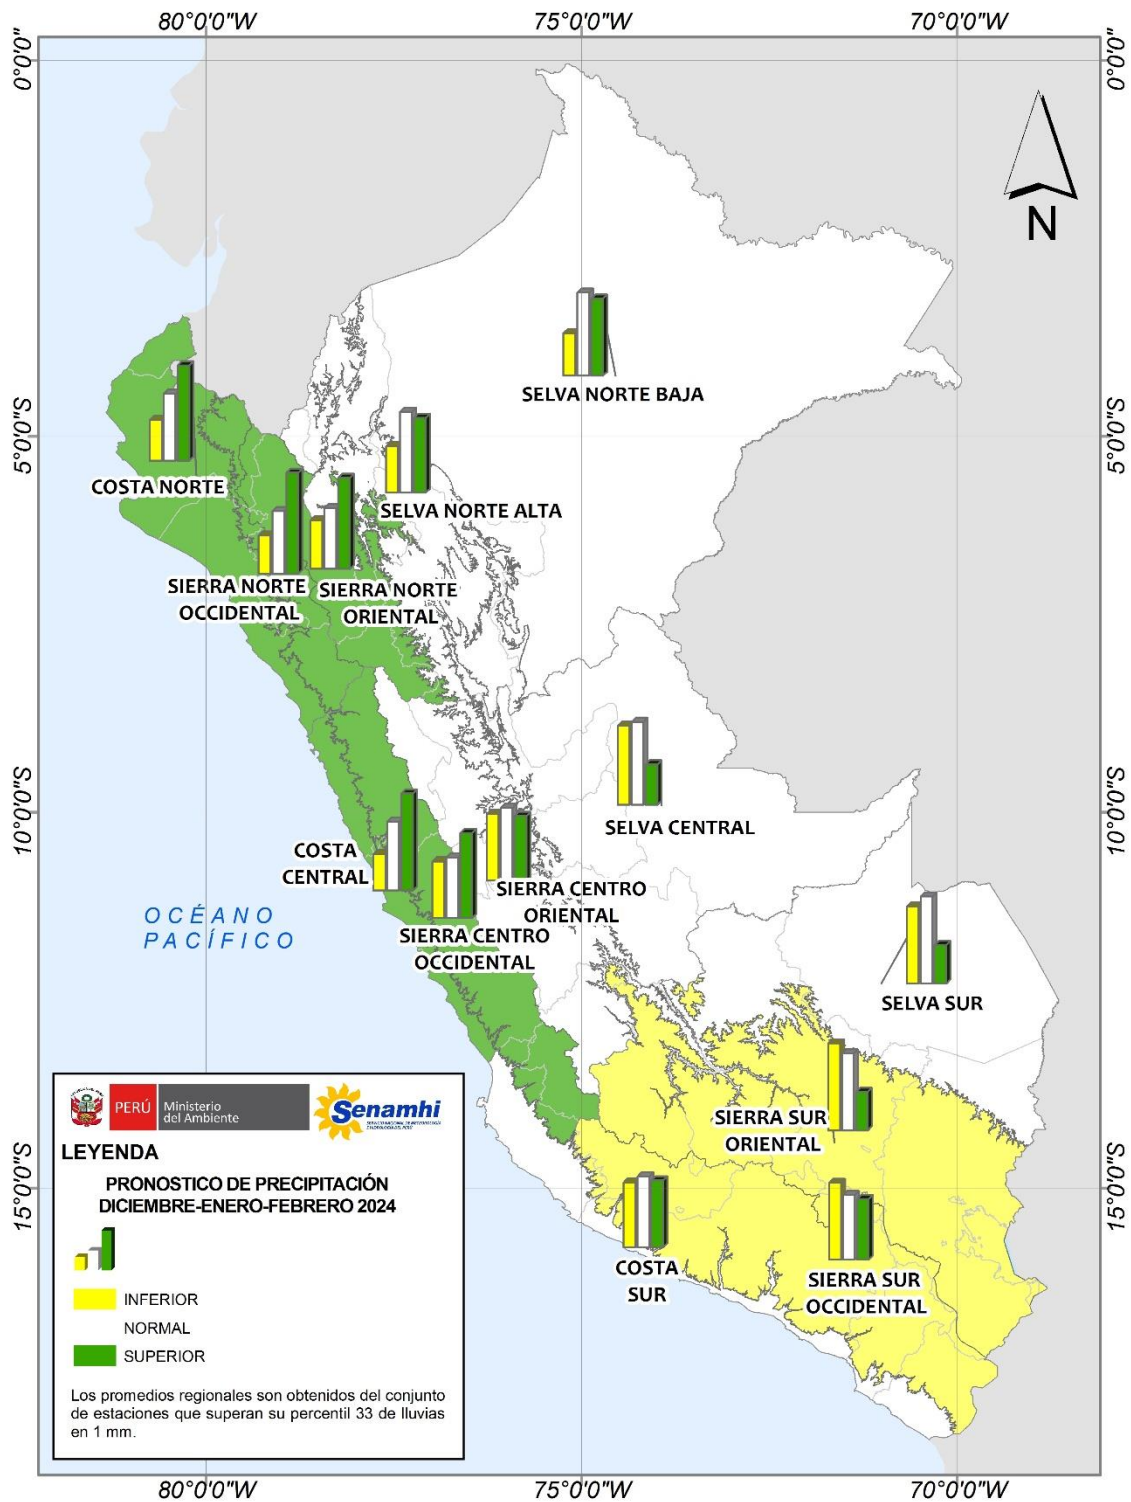 80°0'0"W
75°0'0"W
70°0'0"W
0°0'0"
0°0'0"
N
SELVA NORTE BAJA
5°0'0"S
5°0'0"S
COSTA NORTE
SELVA NORTE ALTA
SIERRA NORTE
OCCIDENTAL
SIERRA NORTE
ORIENTAL
10°0'0"S
10°0'0"S
SELVA CENTRAL
COSTA
CENTRAL
SIERRA CENTRO
ORIENTAL
SIERRA CENTRO
OCCIDENTAL
OCÉANO
PACÍFICO
SELVA SUR
SIERRA SUR
ORIENTAL
15°0'0"S
15°0'0"S
COSTA
SUR
SIERRA SUR
OCCIDENTAL
PERÚ
Ministerio
del Ambiente
Senamhi
LEYENDA
PRONOSTICO DE PRECIPITACIÓN
DICIEMBRE-ENERO-FEBRERO 2024
INFERIOR
NORMAL
SUPERIOR
Los promedios regionales son obtenidos del conjunto
de estaciones que superan su percentil 33 de lluvias
en 1 mm.
80°0'0"W
75°0'0"W
70°0'0"W